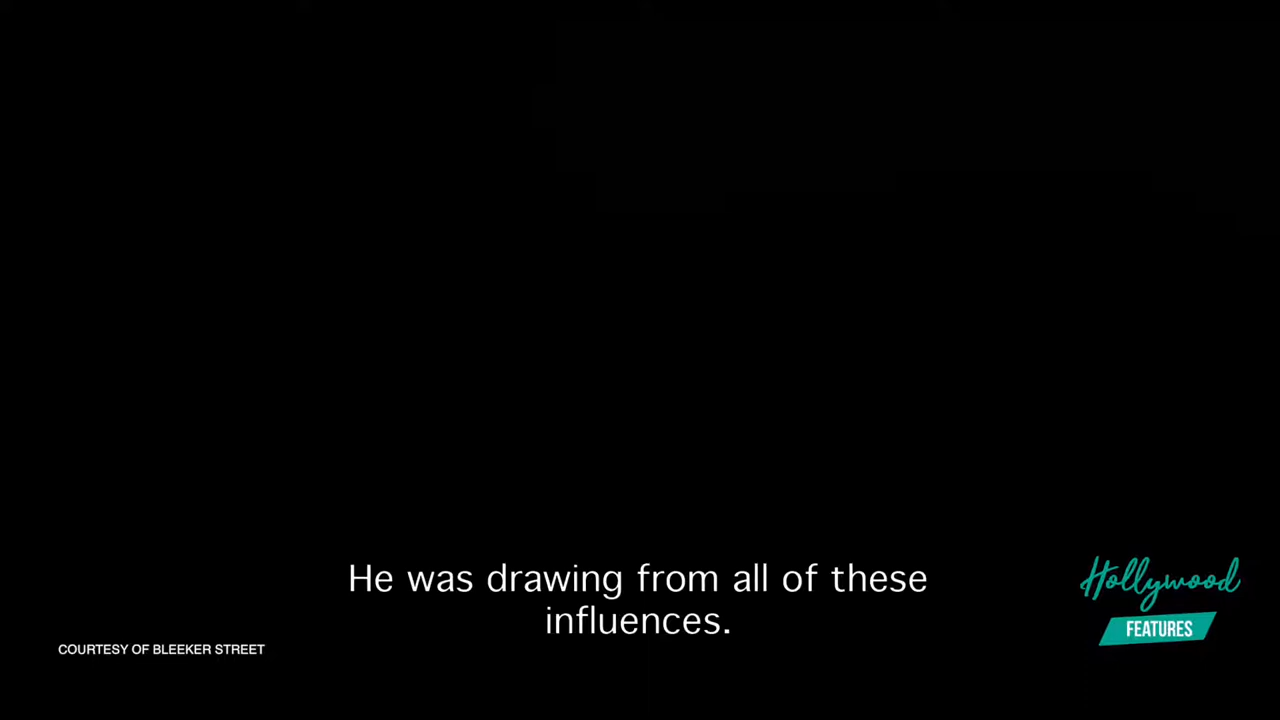 He was drawing from all of these
influences.
Hollywood
FEATURES
COURTESY OF BLEEKER STREET